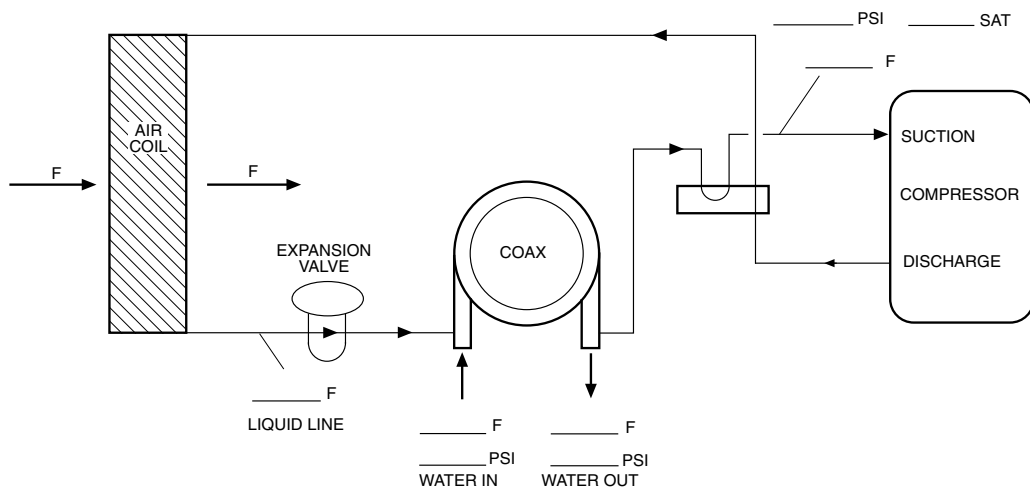 PSI SAT
F
AIR
COIL
SUCTION
F F
COMPRESSOR
EXPANSION
VALVE
COAX
DISCHARGE
F
LIQUID LINE
F F
PSI PSI
WATER IN WATER OUT